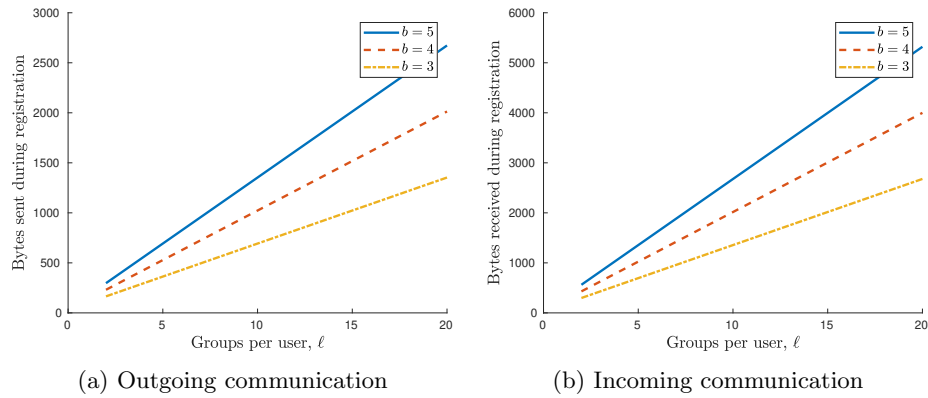 3000
2500
2000
1500
1000
500
0
Bytes sent during registration
b = 5
b = 4
b = 3
0 5 10 15 20
Groups per user, ℓ
(a) Outgoing communication
6000
5000
4000
3000
2000
1000
0
Bytes received during registration
b = 5
b = 4
b = 3
0 5 10 15 20
Groups per user, ℓ
(b) Incoming communication